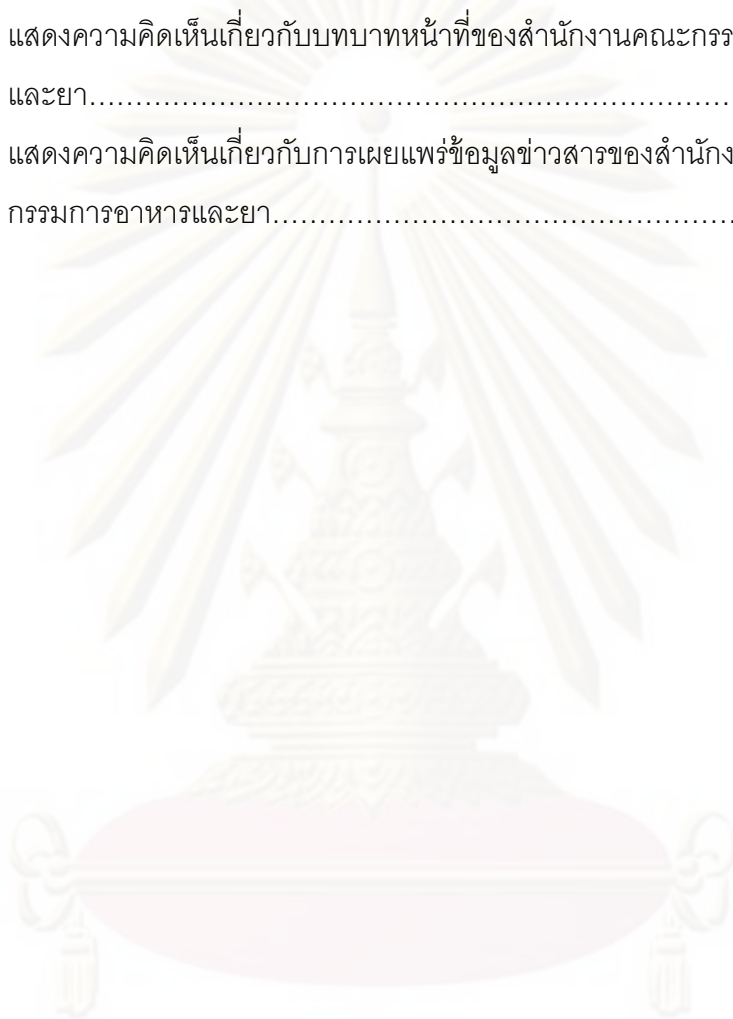 แสดงความคิดเห็นเกี่ยวกับบทบาทหน้าที่ของสำนักงานคณะกรร
และยา......................................................................
แสดงความคิดเห็นเกี่ยวกับการเผยแพร่ข้อมูลข่าวสารของสำนักง
กรรมการอาหารและยา..................................................